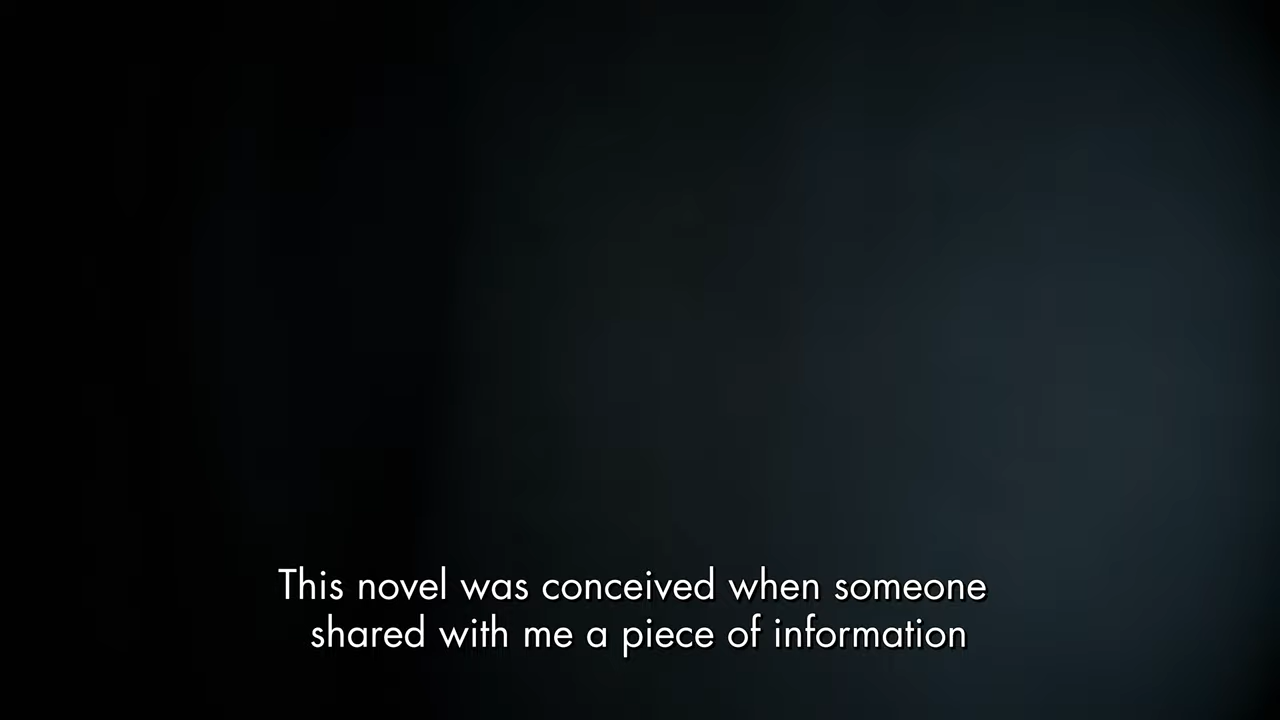 This novel was conceived when someone
shared with me a piece of information